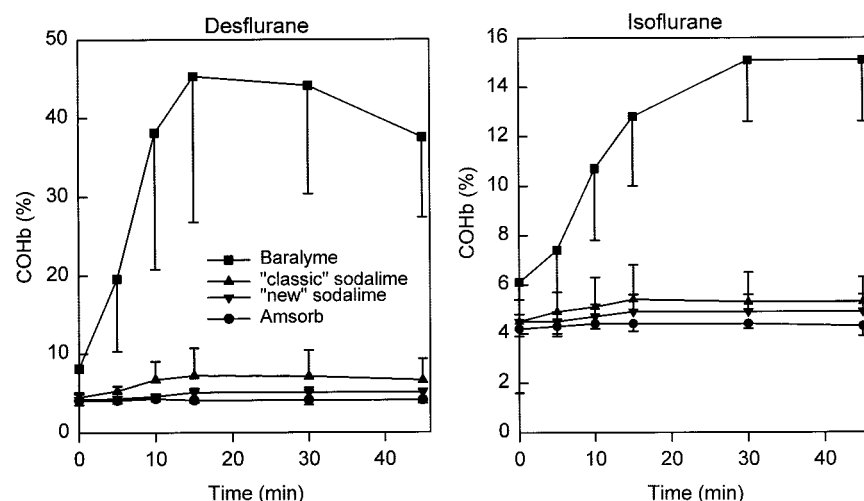 Desflurane
50
40
30
20
10
0
COHb (%)
Baralyme
"classic" sodalime
"new" sodalime
Amsorb
0 10 20 30 40
Time (min)
Isoflurane
16
14
12
10
8
6
4
2
0
COHb (%)
0 10 20 30 40
Time (min)